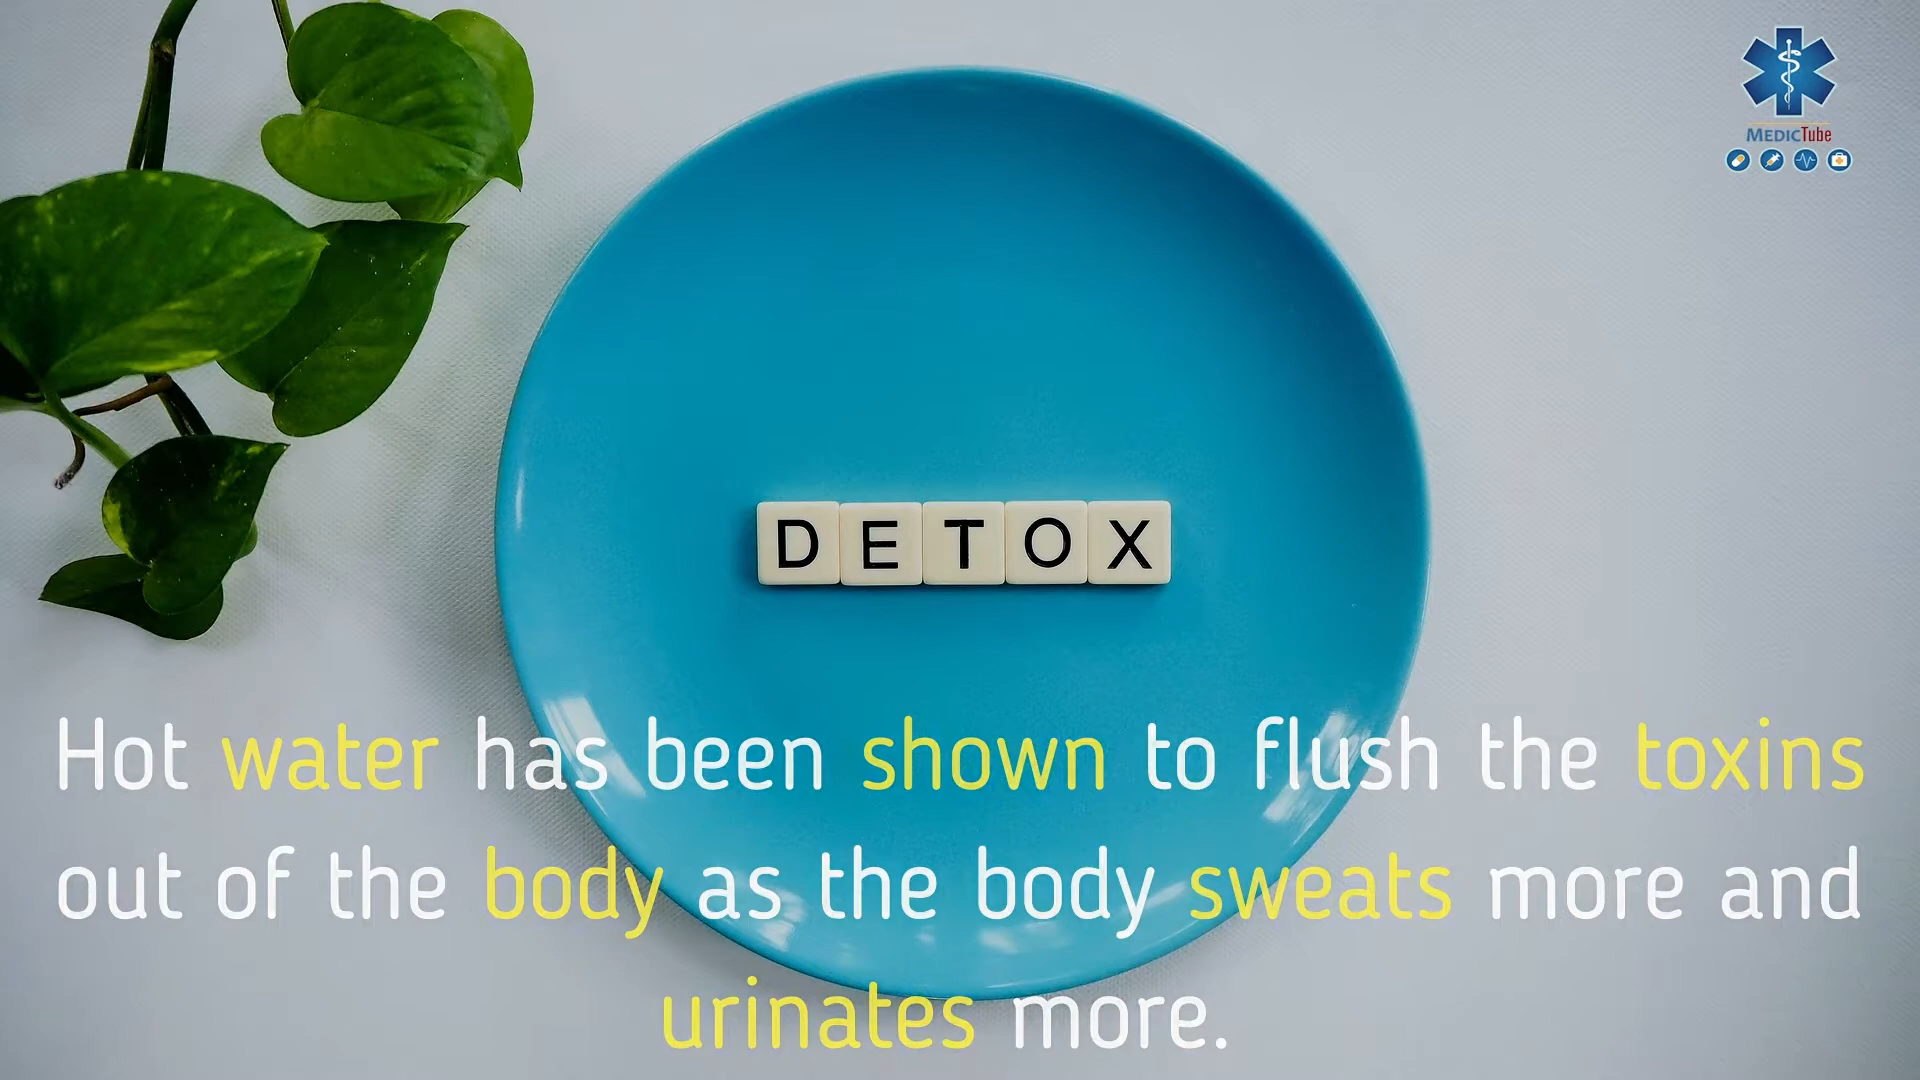 MEDICTube
DETOX
Hot water has been shown to flush the toxins
out of the body as the body sweats more and
urinates more.